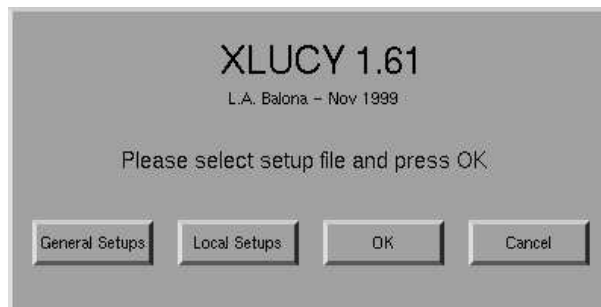 XLUCY 1.61
L.A. Balona – Nov 1999
Please select setup file and press OK
General Setups
Local Setups
OK
Cancel